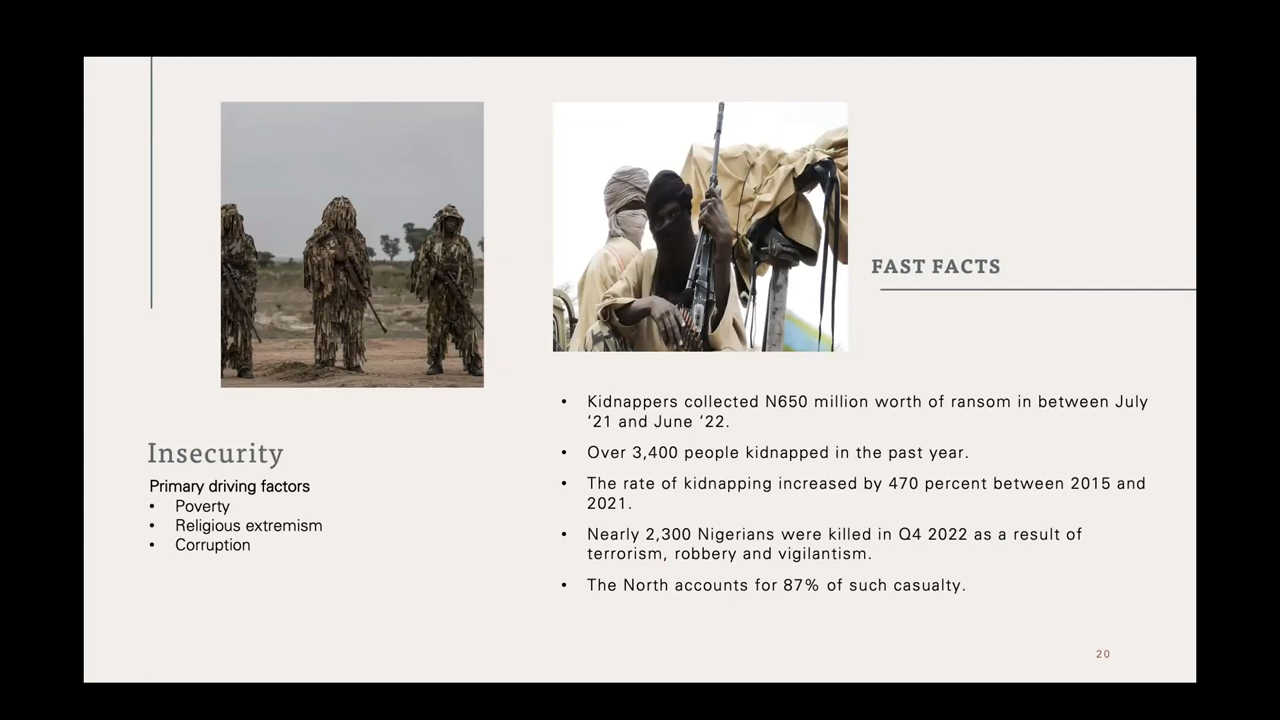 FAST FACTS
Insecurity
Primary driving factors
• Poverty
• Religious extremism
• Corruption
• Kidnappers collected N650 million worth of ransom in between July
‘21 and June ‘22.
• Over 3,400 people kidnapped in the past year.
• The rate of kidnapping increased by 470 percent between 2015 and
2021.
• Nearly 2,300 Nigerians were killed in Q4 2022 as a result of
terrorism, robbery and vigilantism.
• The North accounts for 87% of such casualty.
20